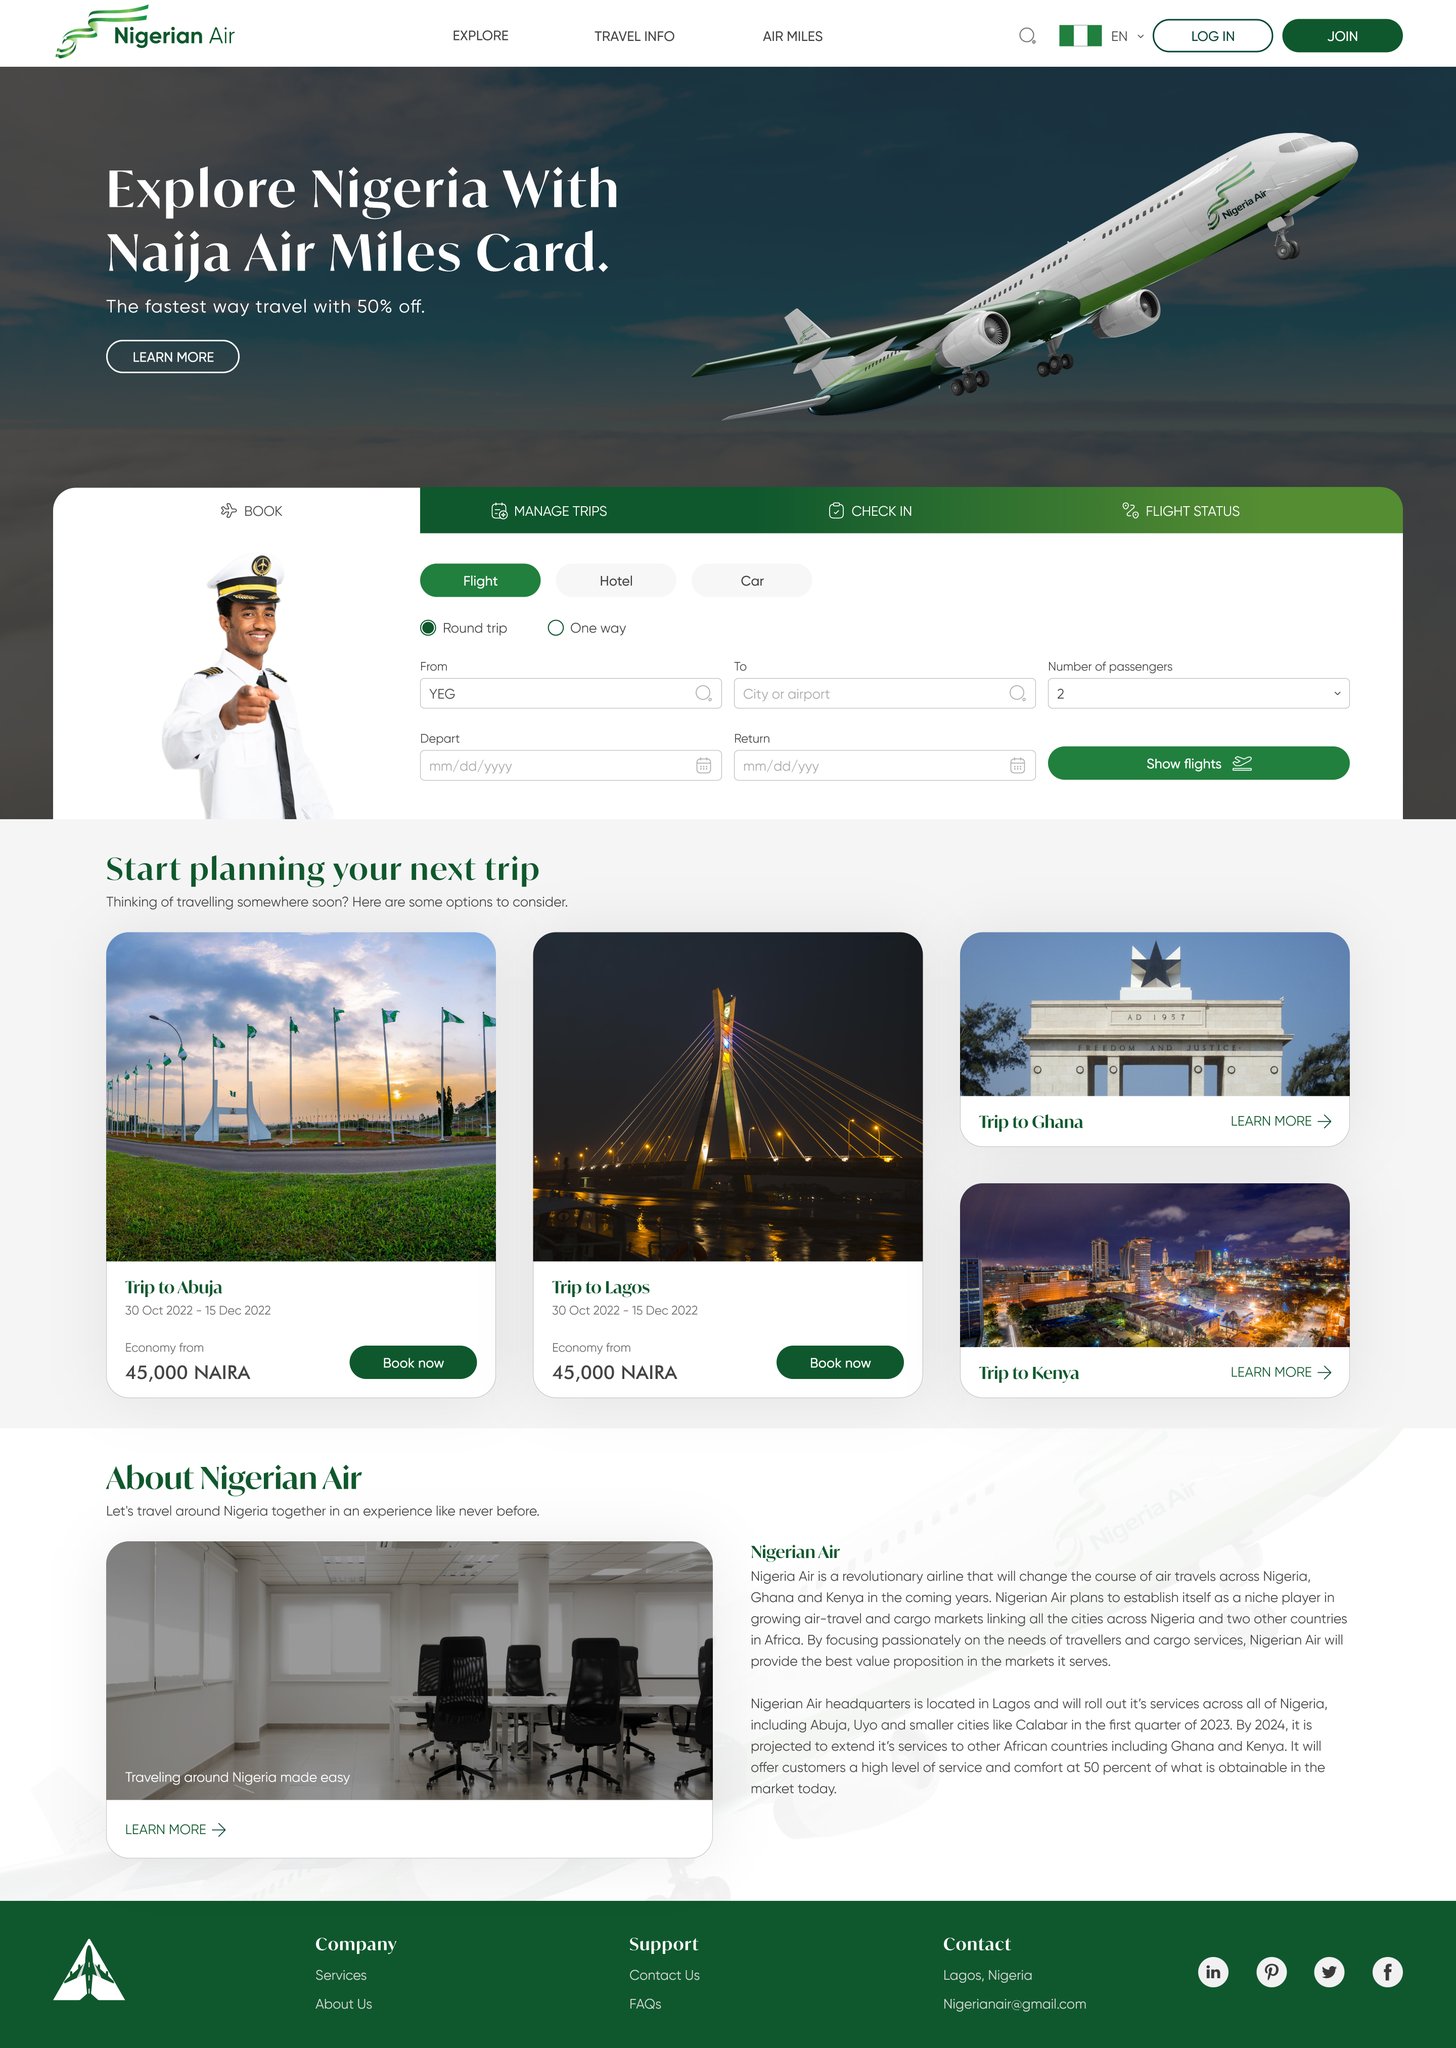 Nigerian Air
EXPLORE
TRAVEL INFO
AIR MILES
EN
LOG IN
JOIN
Explore Nigeria With
Naija Air Miles Card.
The fastest way travel with 50% off.
LEARN MORE
Nigeria Air
BOOK
MANAGE TRIPS
CHECK IN
FLIGHT STATUS
Flight
Hotel
Car
Round trip
One way
From
To
Number of passengers
YEG
City or airport
2
Depart
Return
mm/dd/yyyy
mm/dd/yyy
Show flights
Start planning your next trip
Thinking of travelling somewhere soon? Here are some options to consider.
AD 1957
FREEDOM AND JUSTICE
Trip to Ghana
LEARN MORE
Trip to Abuja
30 Oct 2022 - 15 Dec 2022
Economy from
45,000 NAIRA
Book now
Trip to Lagos
30 Oct 2022 - 15 Dec 2022
Economy from
45,000 NAIRA
Book now
Trip to Kenya
LEARN MORE
About Nigerian Air
Let's travel around Nigeria together in an experience like never before.
Nigeria Air
Traveling around Nigeria made easy
LEARN MORE
Nigerian Air
Nigeria Air is a revolutionary airline that will change the course of air travels across Nigeria,
Ghana and Kenya in the coming years. Nigerian Air plans to establish itself as a niche player in
growing air-travel and cargo markets linking all the cities across Nigeria and two other countries
in Africa. By focusing passionately on the needs of travellers and cargo services, Nigerian Air will
provide the best value proposition in the markets it serves.
Nigerian Air headquarters is located in Lagos and will roll out it's services across all of Nigeria,
including Abuja, Uyo and smaller cities like Calabar in the first quarter of 2023. By 2024, it is
projected to extend it's services to other African countries including Ghana and Kenya. It will
offer customers a high level of service and comfort at 50 percent of what is obtainable in the
market today.
Company
Services
About Us
Support
Contact Us
FAQs
Contact
Lagos, Nigeria
Nigerianair@gmail.com